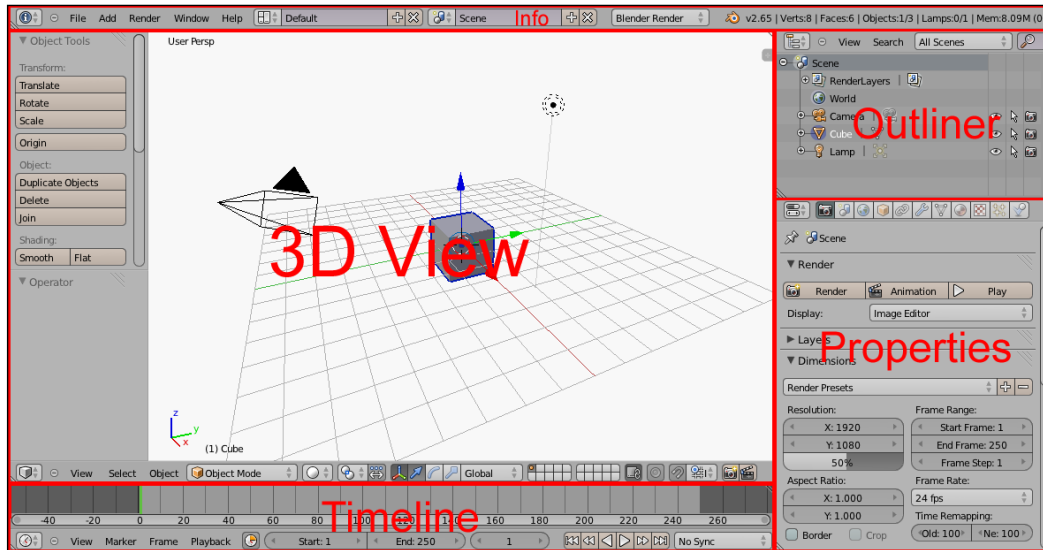 File Add Render Window Help Default Scene Info Blender Render v2.65 | Verts:8 | Faces:6 | Objects:1/3 | Lamps:0/1 | Mem:8.09M (0
Object Tools
Transform:
Translate
Rotate
Scale
Origin
Object:
Duplicate Objects
Delete
Join
Shading:
Smooth Flat
Operator
User Persp
3D View
z
y
x
(1) Cube
View Select Object Object Mode Global
Timeline
-40 -20 0 20 40 60 80 100 120 140 160 180 200 220 240 260
View Marker Frame Playback Start: 1 End: 250 1 No Sync
View Search All Scenes
Scene
RenderLayers
World
Camera
Cube
Lamp
Outliner
Scene
Render
Render Animation Play
Display: Image Editor
Layers
Properties
Dimensions
Render Presets
Resolution: Frame Range:
X: 1920 Start Frame: 1
Y: 1080 End Frame: 250
50% Frame Step: 1
Aspect Ratio: Frame Rate:
X: 1.000 24 fps
Y: 1.000 Time Remapping:
Border Crop Old: 100 Ne: 100